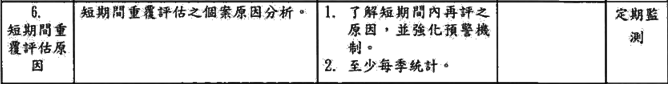 6.
短期間重
覆評估原
因
短期間重覆評估之個案原因分析。
1. 了解短期間內再評之
原因，並強化預警機
制。
2. 至少每季統計。
定期監
測